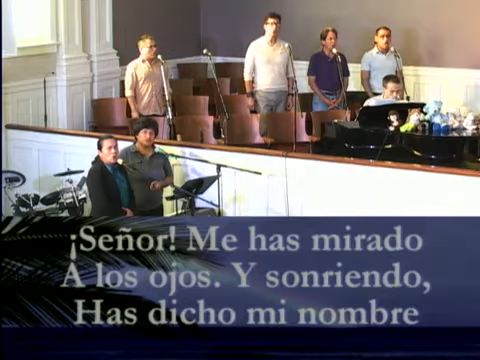 ¡Señor! Me has mirado
A los ojos. Y sonriendo,
Has dicho mi nombre